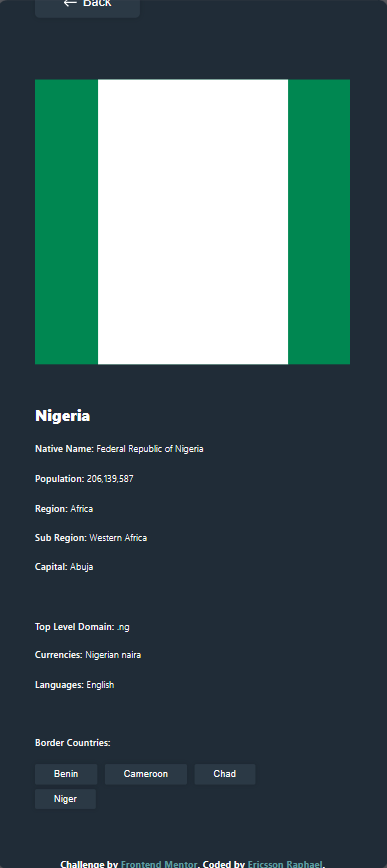 ← Back
Nigeria
Native Name: Federal Republic of Nigeria
Population: 206,139,587
Region: Africa
Sub Region: Western Africa
Capital: Abuja
Top Level Domain: .ng
Currencies: Nigerian naira
Languages: English
Border Countries:
Benin Cameroon Chad
Niger
Challenge by Frontend Mentor. Coded by Ericsson Raphael.